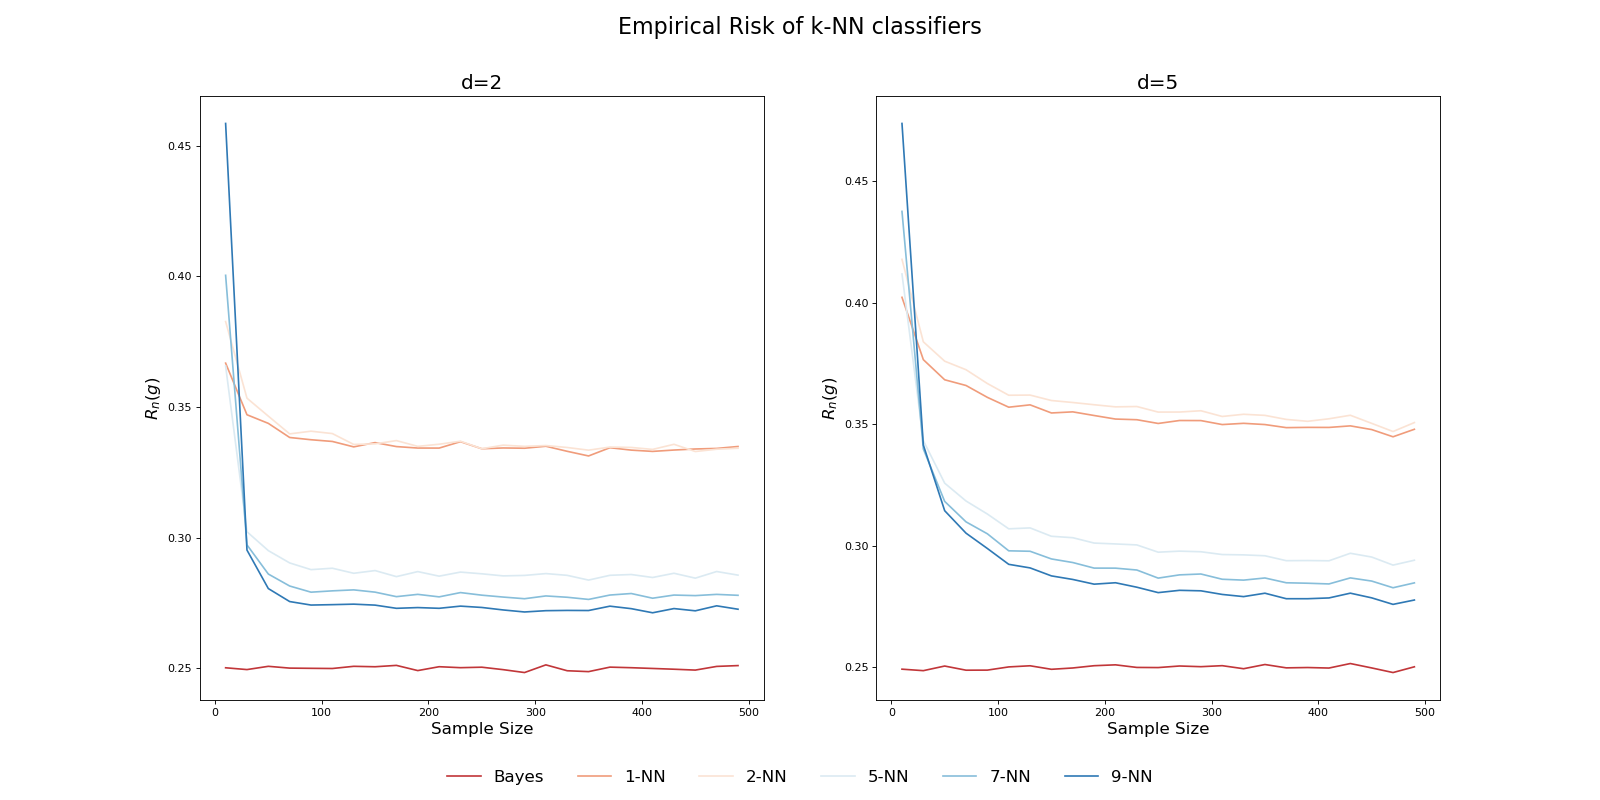 Empirical Risk of k-NN classifiers
d=2
0.45
0.40
0.35
0.30
0.25
R_n(g)
0 100 200 300 400 500
Sample Size
d=5
0.45
0.40
0.35
0.30
0.25
R_n(g)
0 100 200 300 400 500
Sample Size
Bayes 1-NN 2-NN 5-NN 7-NN 9-NN